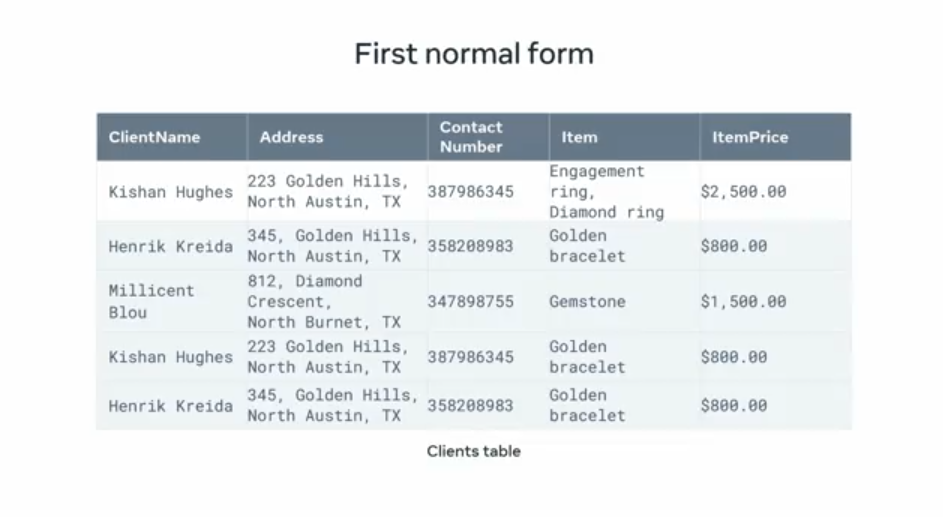 First normal form
ClientName Address Contact Number Item ItemPrice
Kishan Hughes 223 Golden Hills, North Austin, TX 387986345 Engagement ring, Diamond ring $2,500.00
Henrik Kreida 345, Golden Hills, North Austin, TX 358208983 Golden bracelet $800.00
Millicent Blou 812, Diamond Crescent, North Burnet, TX 347898755 Gemstone $1,500.00
Kishan Hughes 223 Golden Hills, North Austin, TX 387986345 Golden bracelet $800.00
Henrik Kreida 345, Golden Hills, North Austin, TX 358208983 Golden bracelet $800.00
Clients table